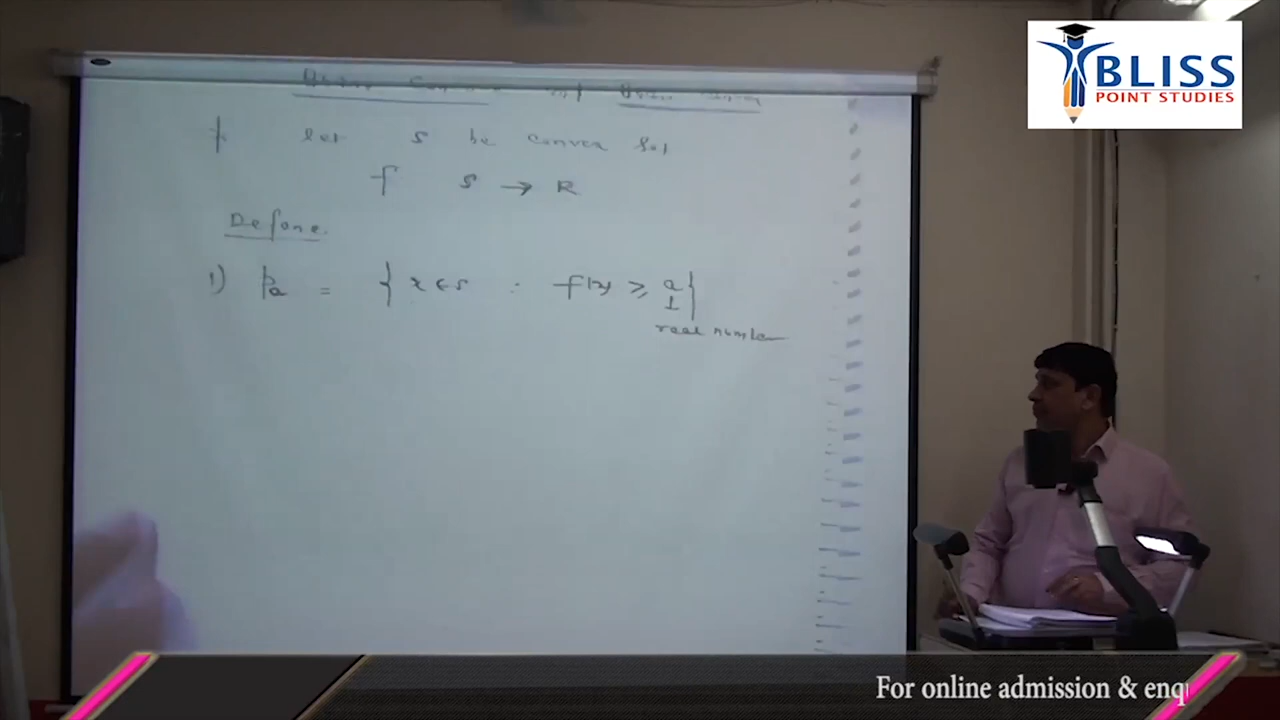 BLISS
POINT STUDIES
let S be convex set
f S → R
Define.
1) Pa = { x ∈ S : f(x) ≥ a }
real number
For online admission & enq